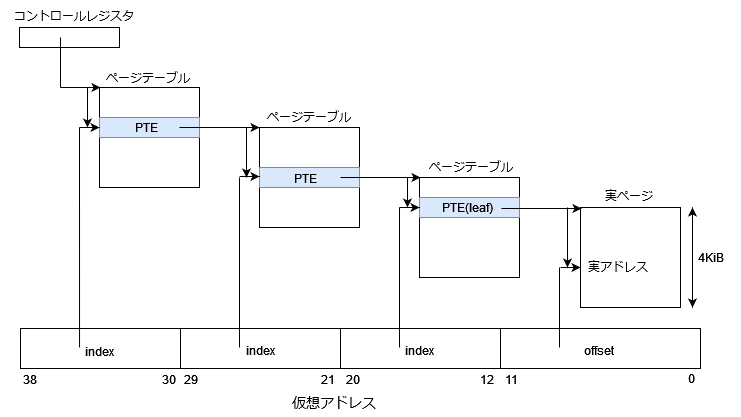 コントロールレジスタ
ページテーブル
PTE
ページテーブル
PTE
ページテーブル
PTE(leaf)
実ページ
実アドレス
4KiB
index
index
index
offset
38
30
29
21
20
12
11
0
仮想アドレス